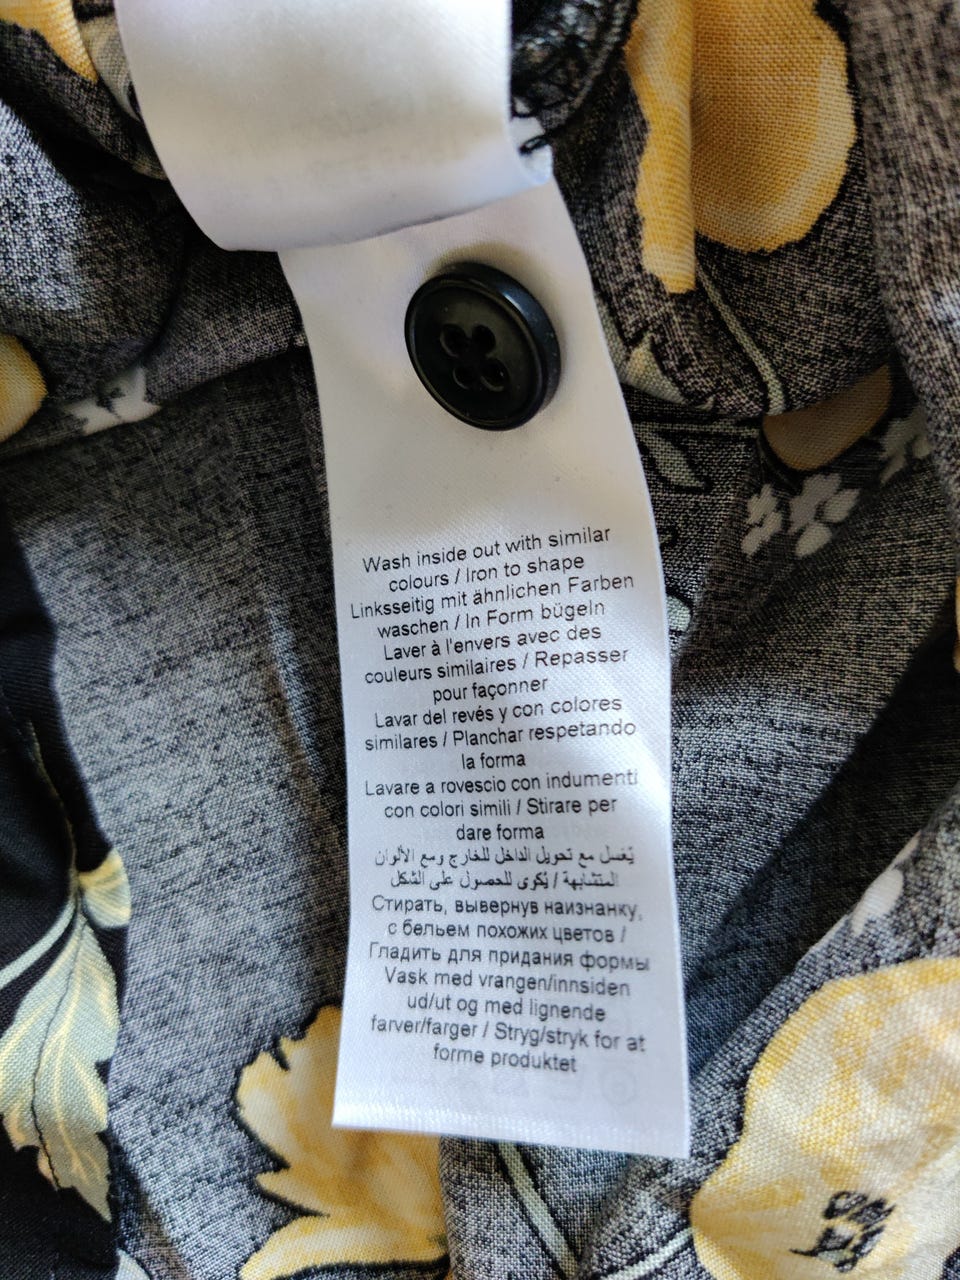 Wash inside out with similar
colours / Iron to shape
Linksseitig mit ähnlichen Farben
waschen / In Form bügeln
Laver à l'envers avec des
couleurs similaires / Repasser
pour façonner
Lavar del revés y con colores
similares / Planchar respetando
la forma
Lavare a rovescio con indumenti
con colori simili / Stirare per
dare forma
يُغسل مع تحويل الداخل للخارج ومع الألوان
المتشابهة / يُكوى للحصول على الشكل
Стирать, вывернув наизнанку,
с бельем похожих цветов /
Гладить для придания формы
Vask med vrangen/innsiden
ud/ut og med lignende
farver/farger / Stryg/stryk for at
forme produktet